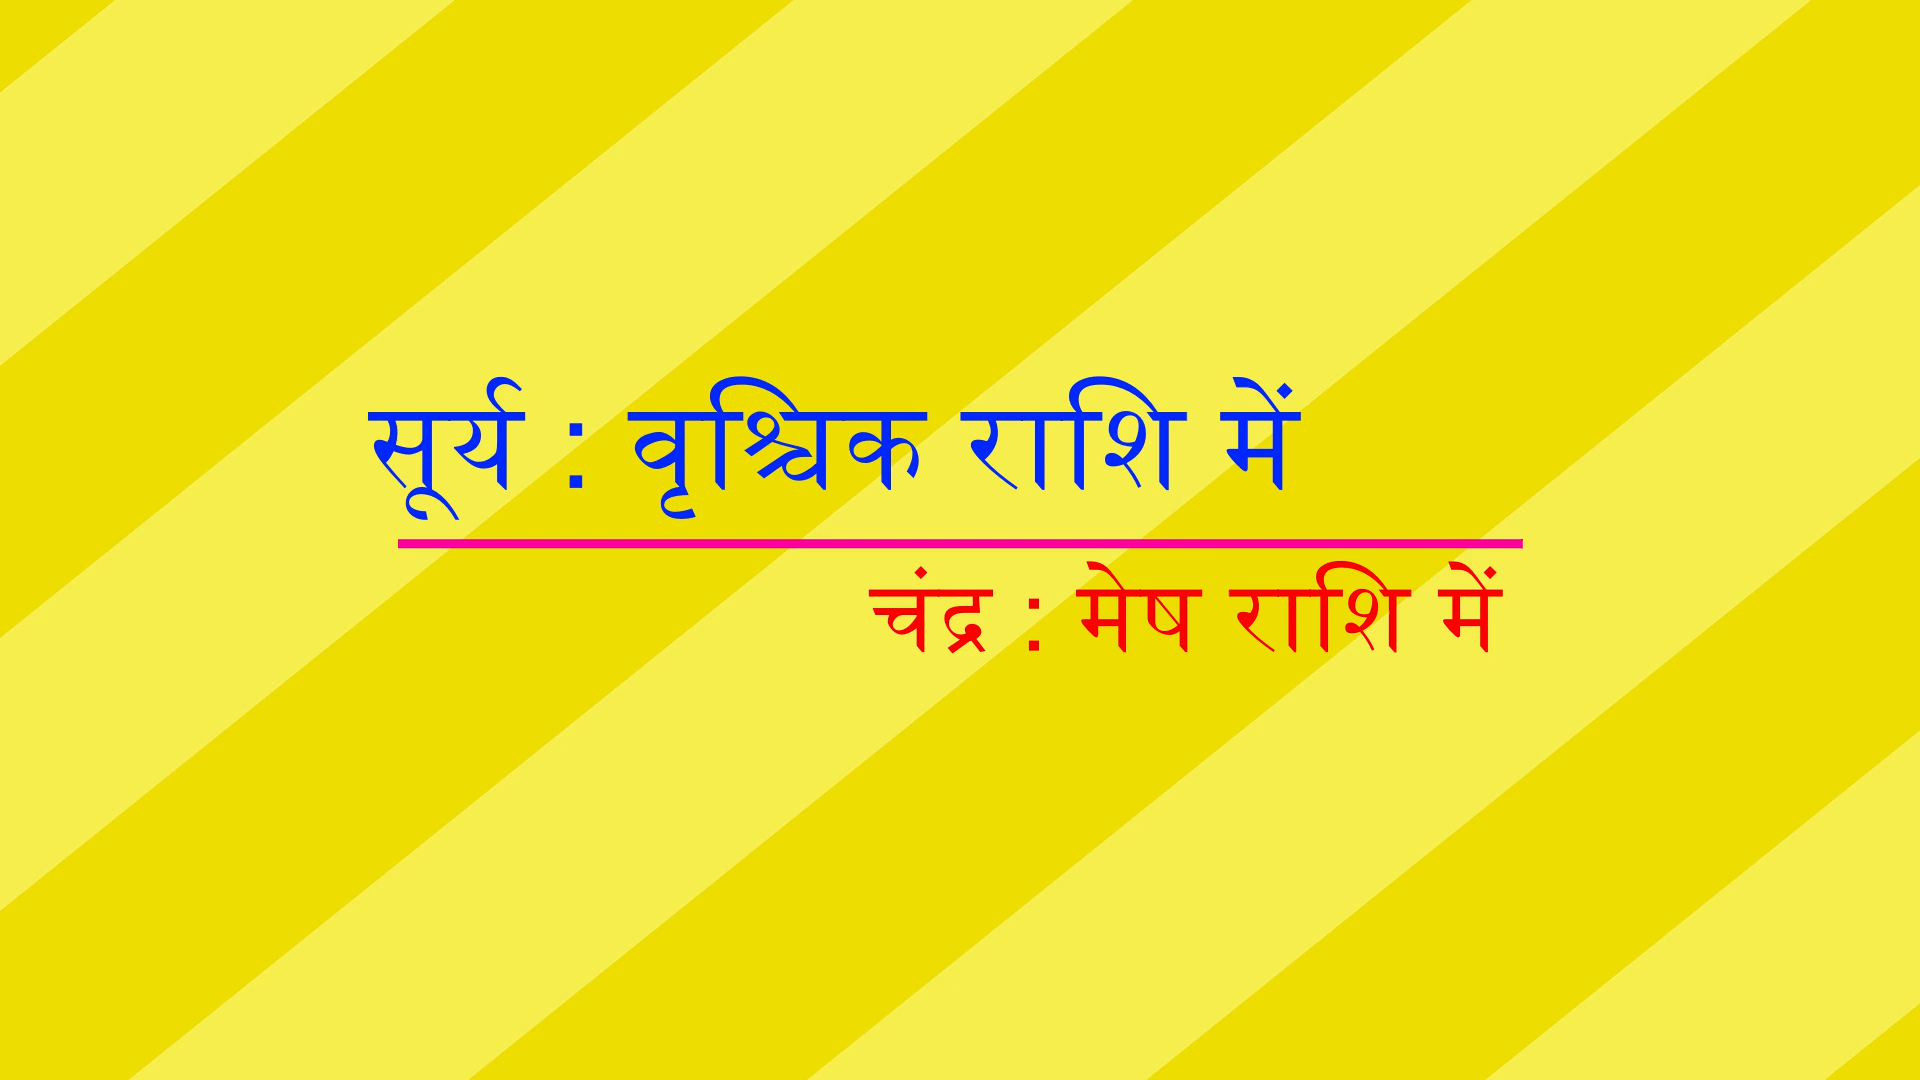 सूर्य : वृश्चिक राशि में
चंद्र : मेष राशि में